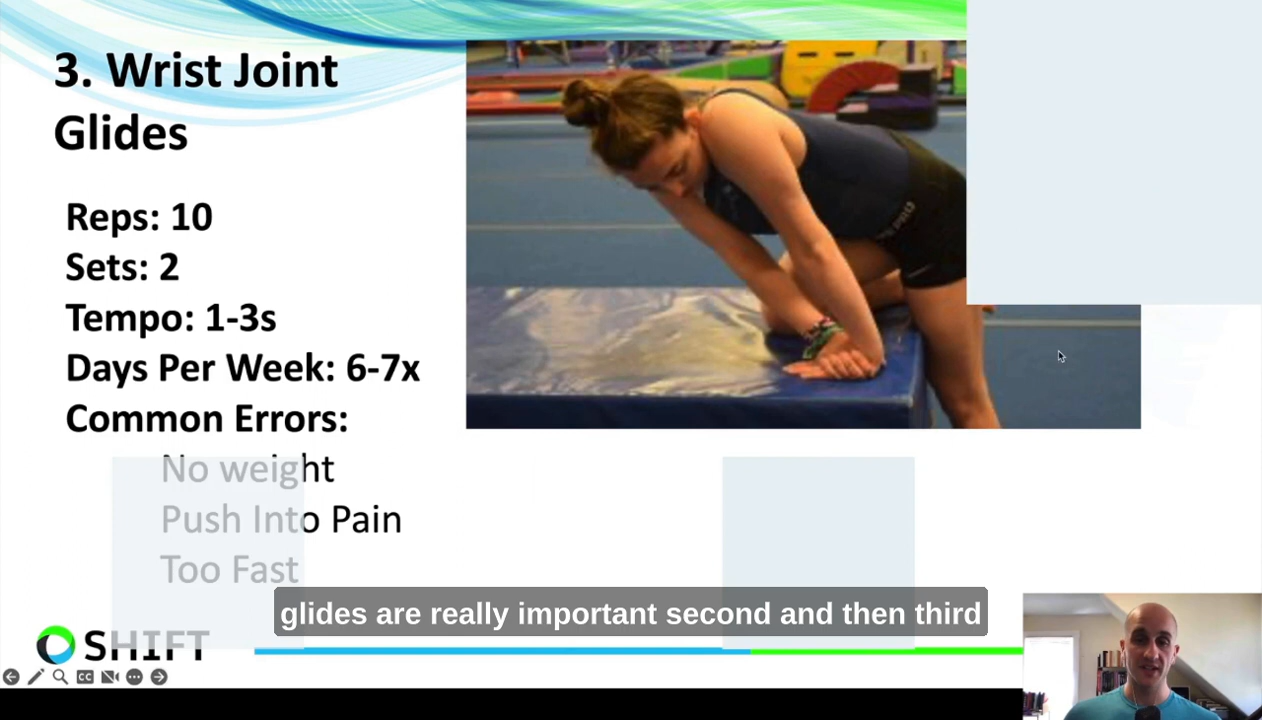 3. Wrist Joint
Glides
Reps: 10
Sets: 2
Tempo: 1-3s
Days Per Week: 6-7x
Common Errors:
No weight
Push Into Pain
Too Fast
glides are really important second and then third
SHIFT
CC